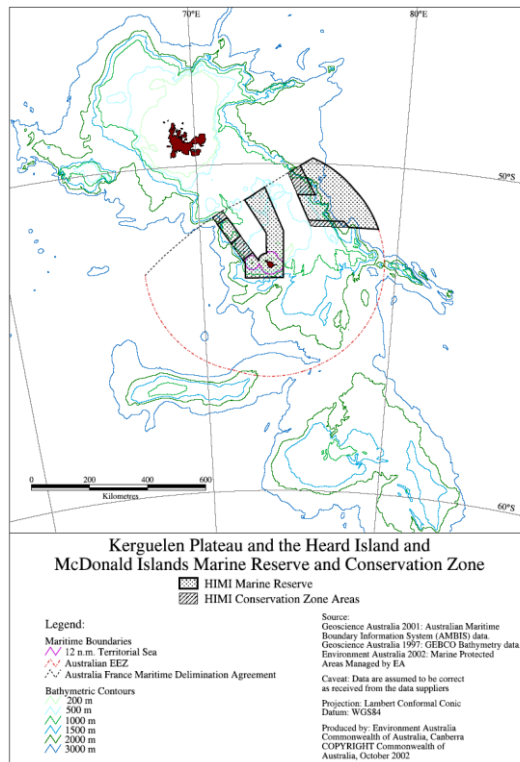 70°E
80°E
50°S
0 200 400 600
Kilometres
60°S
Kerguelen Plateau and the Heard Island and
McDonald Islands Marine Reserve and Conservation Zone
HIMI Marine Reserve
HIMI Conservation Zone Areas
Legend:
Maritime Boundaries
12 n.m. Territorial Sea
Australian EEZ
Australia France Maritime Delimination Agreement
Bathymetric Contours
200 m
500 m
1000 m
1500 m
2000 m
3000 m
Source:
Geoscience Australia 2001: Australian Maritime
Boundary Information System (AMBIS) data.
Geoscience Australia 1997: GEBCO Bathymetry data.
Environment Australia 2002: Marine Protected
Areas Managed by EA
Caveat: Data are assumed to be correct
as received from the data suppliers
Projection: Lambert Conformal Conic
Datum: WGS84
Produced by: Environment Australia
Commonwealth of Australia, Canberra
COPYRIGHT Commonwealth of
Australia, October 2002